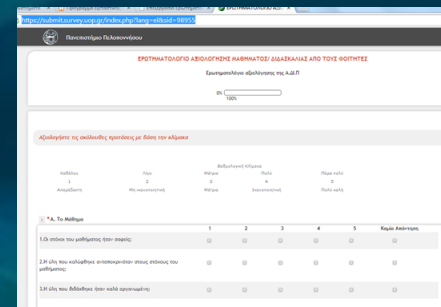 https://survey.uop.gr/index.php?lang=el&sid=98955
Πανεπιστήμιο Πελοποννήσου
ΕΡΩΤΗΜΑΤΟΛΟΓΙΟ ΑΞΙΟΛΟΓΗΣΗΣ ΜΑΘΗΜΑΤΟΣ/ ΔΙΔΑΣΚΑΛΙΑΣ ΑΠΟ ΤΟΥΣ ΦΟΙΤΗΤΕΣ
Ερωτηματολόγιο αξιολόγησης της Α.ΔΙ.Π
0%
100%
Αξιολογήστε τις ακόλουθες προτάσεις με βάση την κλίμακα
Βαθμολογική Κλίμακα
Καθόλου Λίγο Μέτρια Πολύ Πάρα πολύ
1 2 3 4 5
Απαράδεκτη Μη ικανοποιητική Μέτρια Ικανοποιητική Πολύ καλή
*Α. Το Μάθημα
1 2 3 4 5 Καμία Απάντηση
1.Οι στόχοι του μαθήματος ήταν σαφείς;
2.Η ύλη που καλύφθηκε ανταποκρινόταν στους στόχους του
μαθήματος;
3.Η ύλη που διδάχθηκε ήταν καλά οργανωμένη;